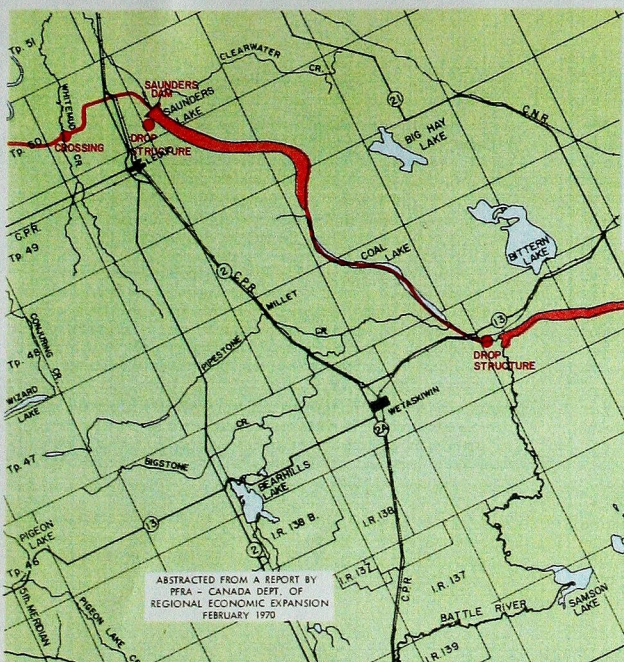 Tp. 51
CLEARWATER
CR.
WHITEMUD
CR
SAUNDERS
DAM
SAUNDERS
LAKE
21
C.N.R.
DROP
STRUCTURE
CROSSING
Tp. 50
BIG HAY
LAKE
C.P.R.
Tp. 49
BITTERN
LAKE
COAL
LAKE
2
C.P.R.
MILLET
13
CONJURING CR.
CR
PIPESTONE
Tp. 48
DROP
STRUCTURE
WIZARD
LAKE
WETASKIWIN
2A
CR.
Tp. 47
BIGSTONE
BEARHILLS
LAKE
I.R. 138 B.
I.R. 138
13
PIGEON
LAKE
2
Tp. 46
I.R. 137
I.R. 137
C.P.R
ABSTRACTED FROM A REPORT BY
PFRA - CANADA DEPT. OF
REGIONAL ECONOMIC EXPANSION
FEBRUARY 1970
5th. MERIDIAN
PIGEON LAKE CR
BATTLE RIVER
SAMSON
LAKE
I.R. 139